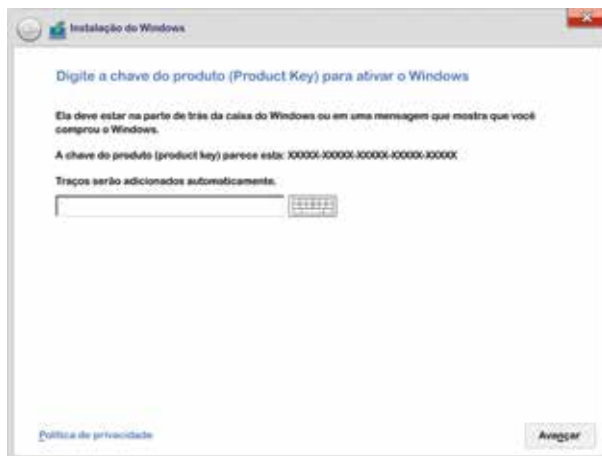 Instalação do Windows
Digite a chave do produto (Product Key) para ativar o Windows
Ela deve estar na parte de trás da caixa do Windows ou em uma mensagem que mostra que você
comprou o Windows.
A chave do produto (product key) parece esta: XXXXX-XXXXX-XXXXX-XXXXX-XXXXX
Traços serão adicionados automaticamente.
Política de privacidade
Avançar